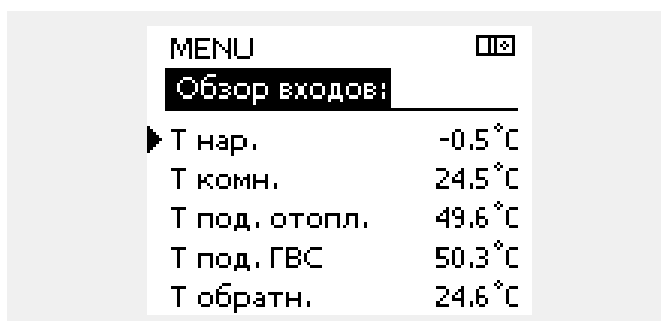 MENU
Обзор входов:
Т нар. -0.5°C
Т комн. 24.5°C
Т под. отопл. 49.6°C
Т под. ГВС 50.3°C
Т обратн. 24.6°C